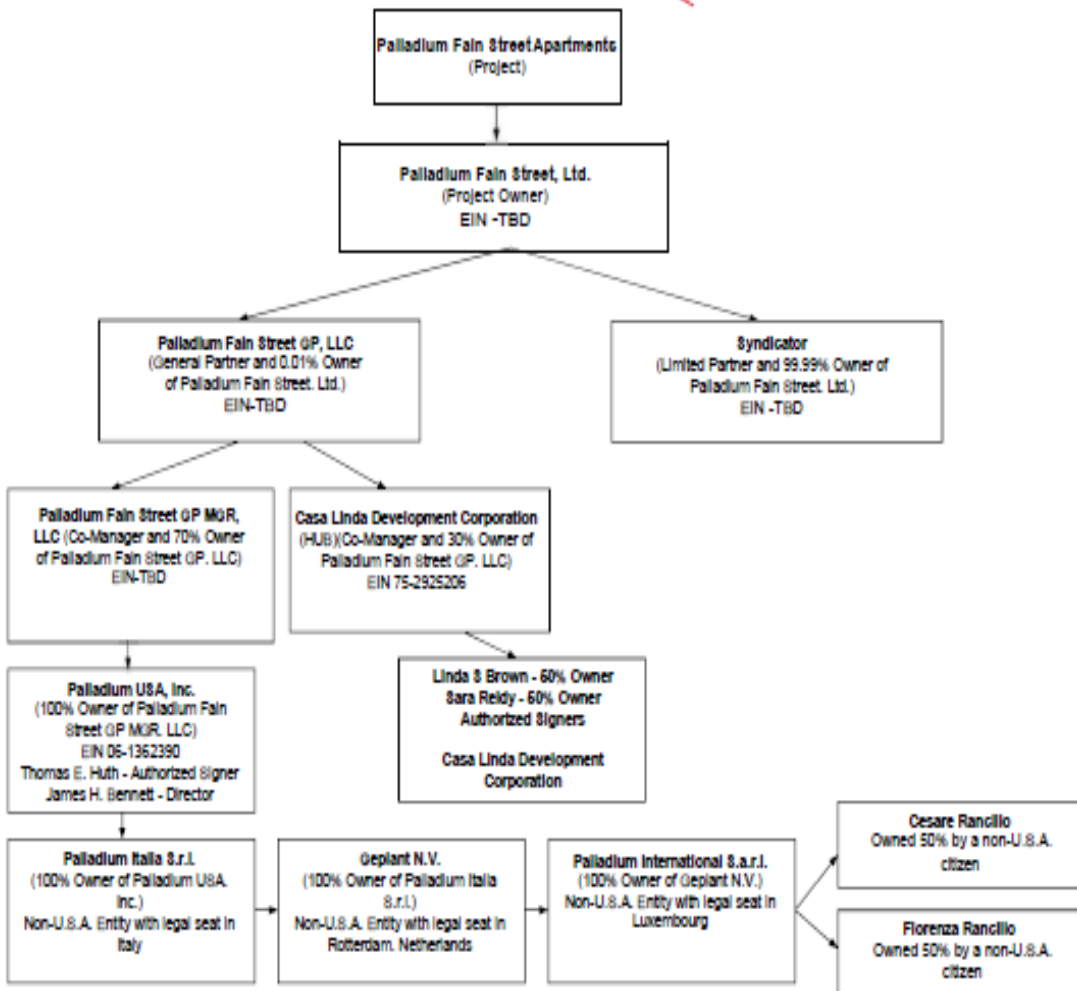 Palladium Fain Street Apartments
(Project)
Palladium Fain Street, Ltd.
(Project Owner)
EIN -TBD
Palladium Fain Street GP, LLC
(General Partner and 0.01% Owner
of Palladium Fain Street. Ltd.)
EIN-TBD
Syndicator
(Limited Partner and 99.99% Owner of
Palladium Fain Street. Ltd.)
EIN -TBD
Palladium Fain Street GP MGR,
LLC (Co-Manager and 70% Owner
of Palladium Fain Street GP. LLC)
EIN-TBD
Casa Linda Development Corporation
(HUB)(Co-Manager and 30% Owner of
Palladium Fain Street GP. LLC)
EIN 75-2925206
Palladium USA, Inc.
(100% Owner of Palladium Fain
Street GP MGR. LLC)
EIN 06-1362390
Thomas E. Huth - Authorized Signer
James H. Bennett - Director
Linda S Brown - 50% Owner
Sara Reidy - 50% Owner
Authorized Signers
Casa Linda Development
Corporation
Palladium Italia S.r.l.
(100% Owner of Palladium USA.
Inc.)
Non-U.S.A. Entity with legal seat in
Italy
Geplant N.V.
(100% Owner of Palladium Italia
S.r.l.)
Non-U.S.A. Entity with legal seat in
Rotterdam. Netherlands
Palladium International S.a.r.l.
(100% Owner of Geplant N.V.)
Non-U.S.A. Entity with legal seat in
Luxembourg
Cesare Rancilio
Owned 50% by a non-U.S.A.
citizen
Fiorenza Rancilio
Owned 50% by a non-U.S.A.
citizen